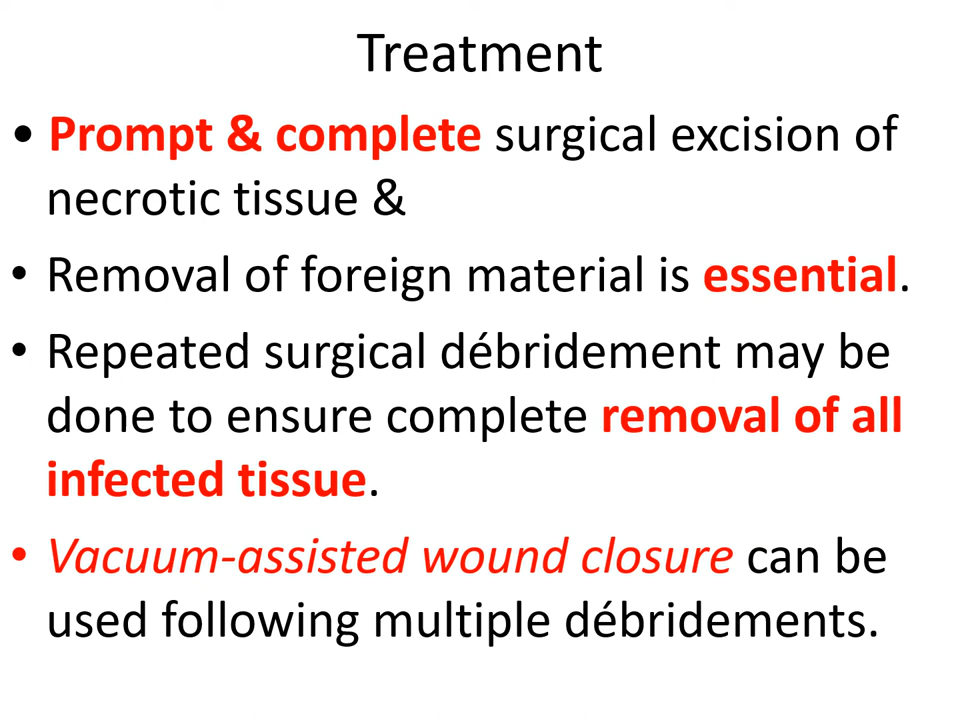 Treatment
• Prompt & complete surgical excision of
necrotic tissue &
• Removal of foreign material is essential.
• Repeated surgical débridement may be
done to ensure complete removal of all
infected tissue.
• Vacuum-assisted wound closure can be
used following multiple débridements.